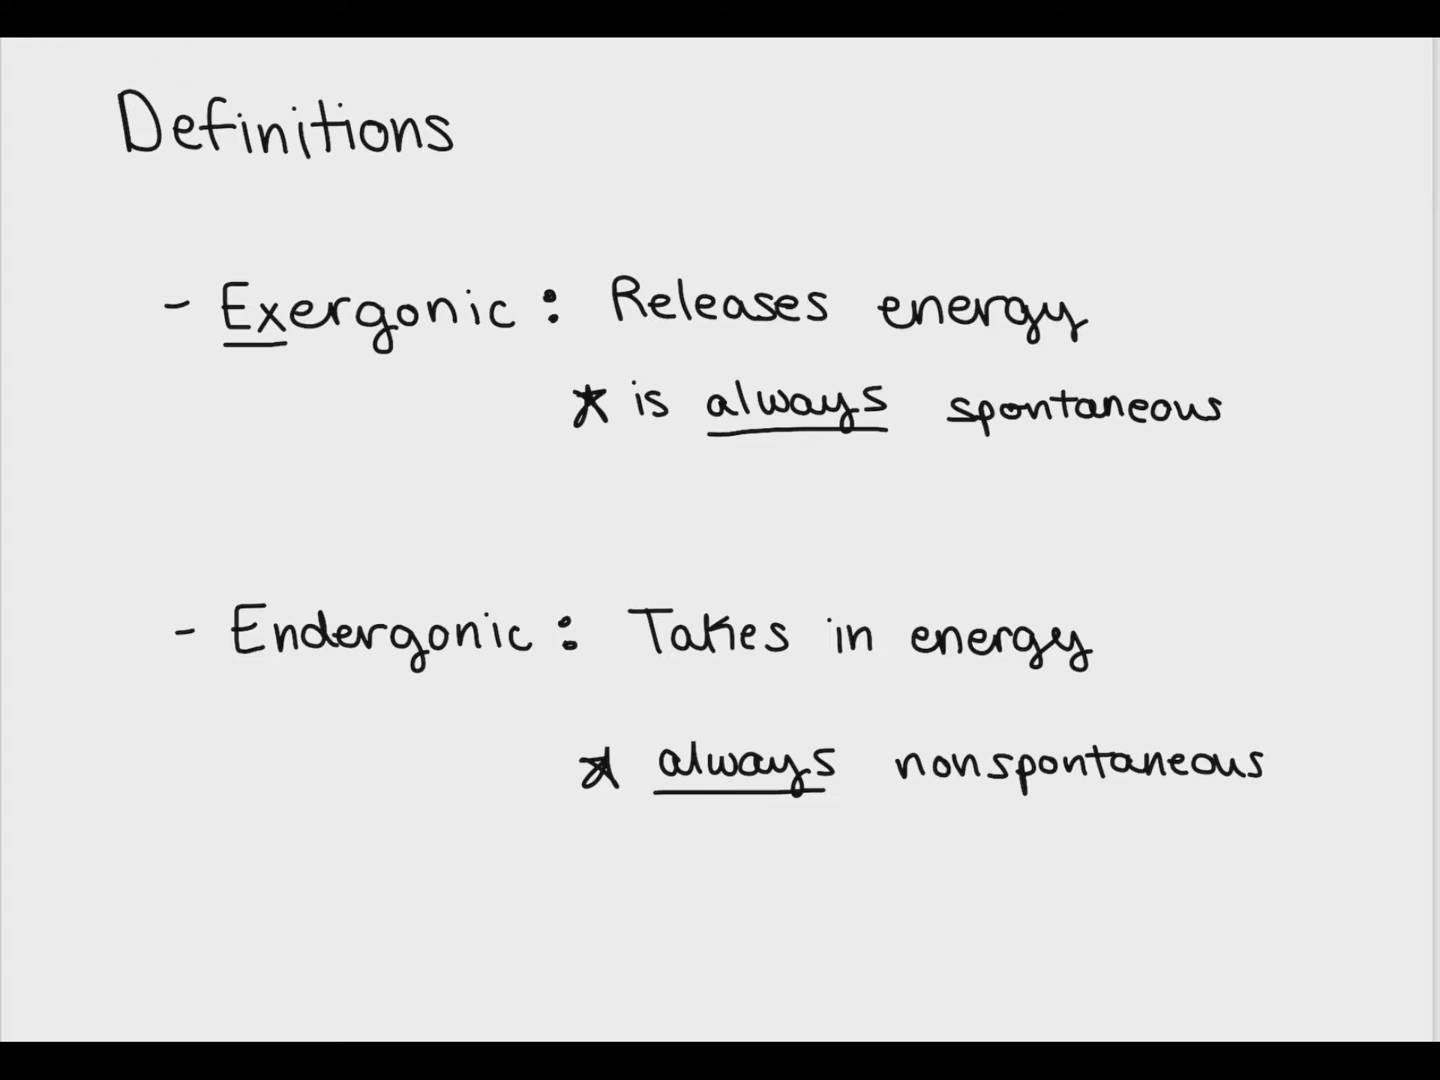 Definitions
- Exergonic : Releases energy
* is always spontaneous
- Endergonic : Takes in energy
* always nonspontaneous